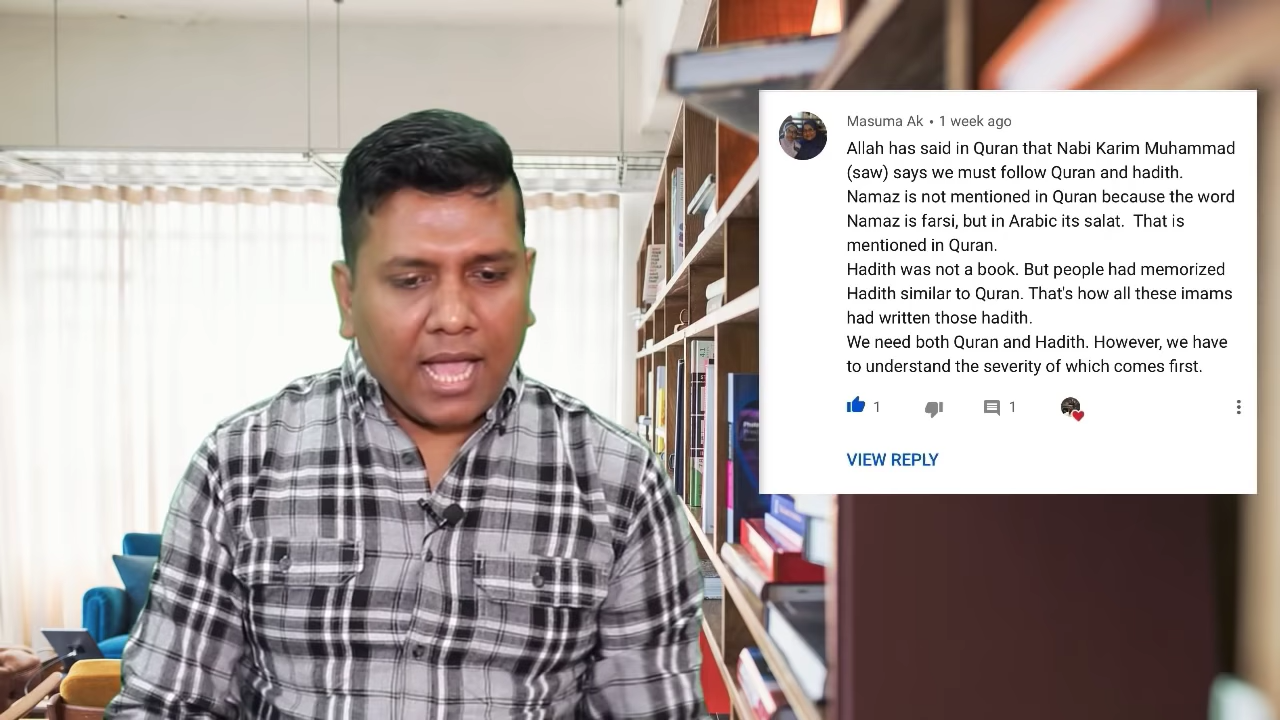 Masuma Ak • 1 week ago
Allah has said in Quran that Nabi Karim Muhammad
(saw) says we must follow Quran and hadith.
Namaz is not mentioned in Quran because the word
Namaz is farsi, but in Arabic its salat.  That is
mentioned in Quran.
Hadith was not a book. But people had memorized
Hadith similar to Quran. That's how all these imams
had written those hadith.
We need both Quran and Hadith. However, we have
to understand the severity of which comes first.
1
1
VIEW REPLY